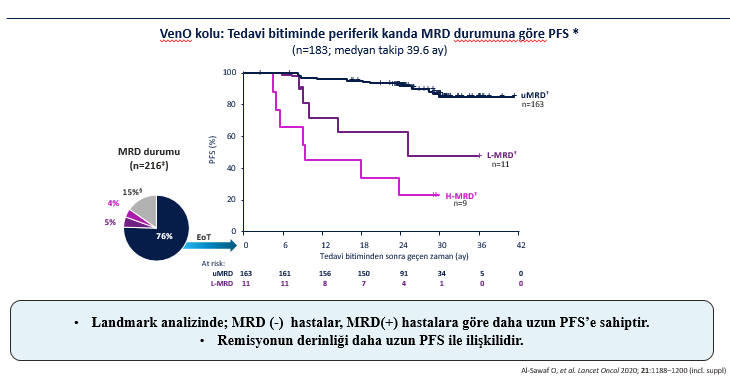 VenO kolu: Tedavi bitiminde periferik kanda MRD durumuna göre PFS *
(n=183; medyan takip 39.6 ay)
100
80
60
40
20
0
PFS (%)
uMRD†
n=163
L-MRD†
n=11
H-MRD†
n=9
MRD durumu
(n=216‡)
15%§
4%
5%
76%
EoT
0 6 12 18 24 30 36 42
Tedavi bitiminden sonra geçen zaman (ay)
At risk:
uMRD 163 161 156 150 91 34 5 0
L-MRD 11 11 8 7 4 1 0 0
• Landmark analizinde; MRD (-) hastalar, MRD(+) hastalara göre daha uzun PFS’e sahiptir.
• Remisyonun derinliği daha uzun PFS ile ilişkilidir.
Al-Sawaf O, et al. Lancet Oncol 2020; 21:1188–1200 (incl. suppl)